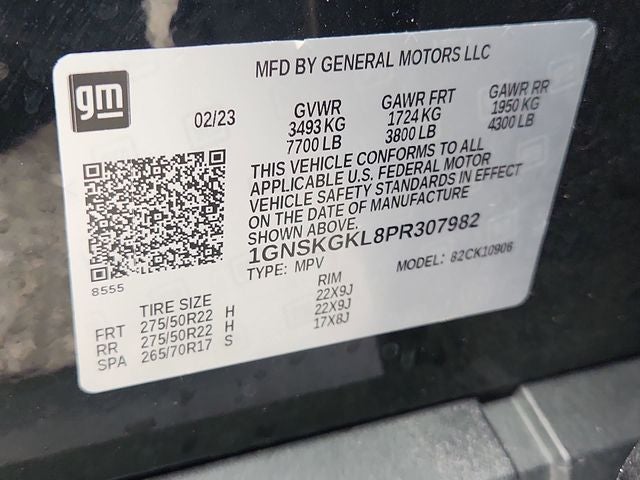 gm
MFD BY GENERAL MOTORS LLC
02/23
GVWR
3493 KG
7700 LB
GAWR FRT
1724 KG
3800 LB
GAWR RR
1950 KG
4300 LB
THIS VEHICLE CONFORMS TO ALL
APPLICABLE U.S. FEDERAL MOTOR
VEHICLE SAFETY STANDARDS IN EFFECT
ON THE DATE OF MANUFACTURE
SHOWN ABOVE.
1GNSKGKL8PR307982
TYPE: MPV
MODEL: 82CK10906
8555
TIRE SIZE RIM
FRT 275/50R22 H 22X9J
RR 275/50R22 H 22X9J
SPA 265/70R17 S 17X8J